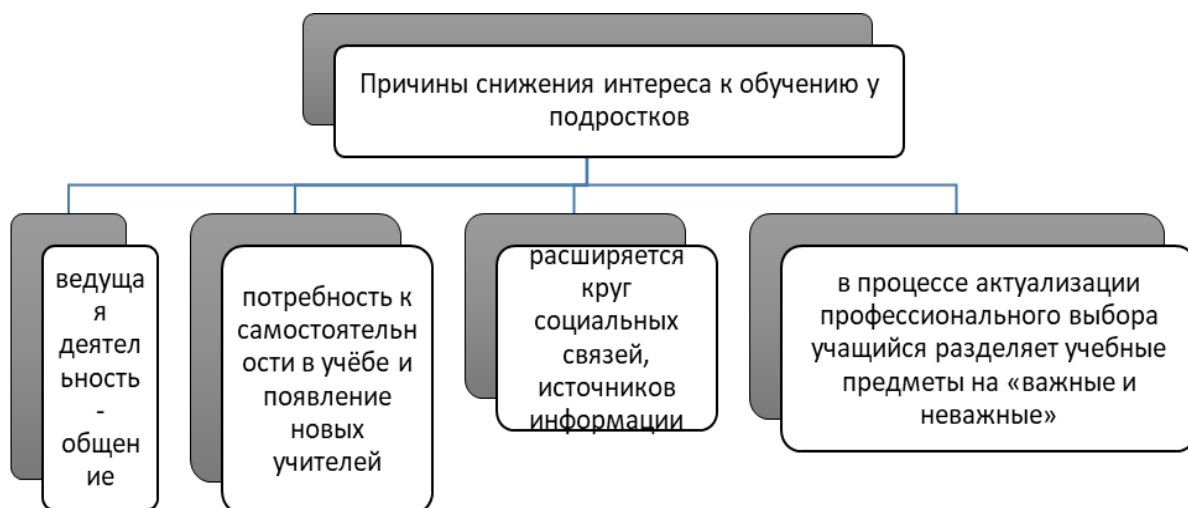 Причины снижения интереса к обучению у
подростков
ведуща
я
деятел
ьность
-
общен
ие
потребность к
самостоятельн
ости в учёбе и
появление
новых
учителей
расширяется
круг
социальных
связей,
источников
информации
в процессе актуализации
профессионального выбора
учащийся разделяет учебные
предметы на «важные и
неважные»